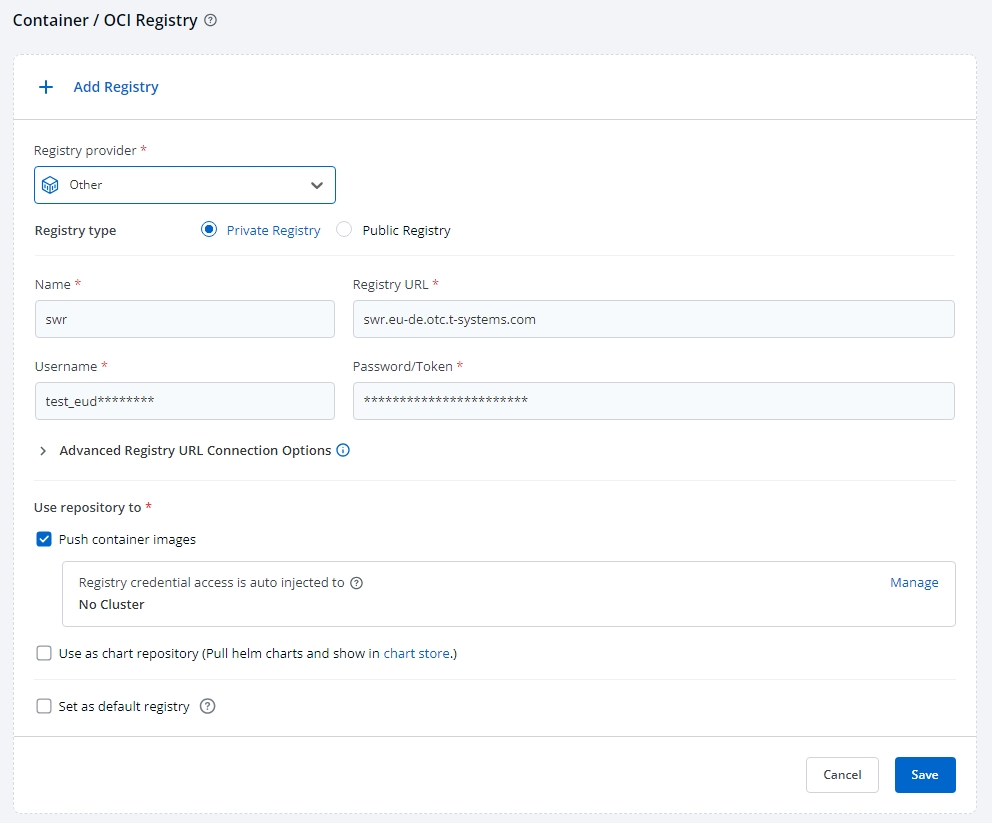 Container / OCI Registry
Add Registry
Registry provider *
Other
Registry type Private Registry Public Registry
Name * Registry URL *
swr swr.eu-de.otc.t-systems.com
Username * Password/Token *
test_eud******** ***********************
Advanced Registry URL Connection Options
Use repository to *
Push container images
Registry credential access is auto injected to Manage
No Cluster
Use as chart repository (Pull helm charts and show in chart store.)
Set as default registry
Cancel Save